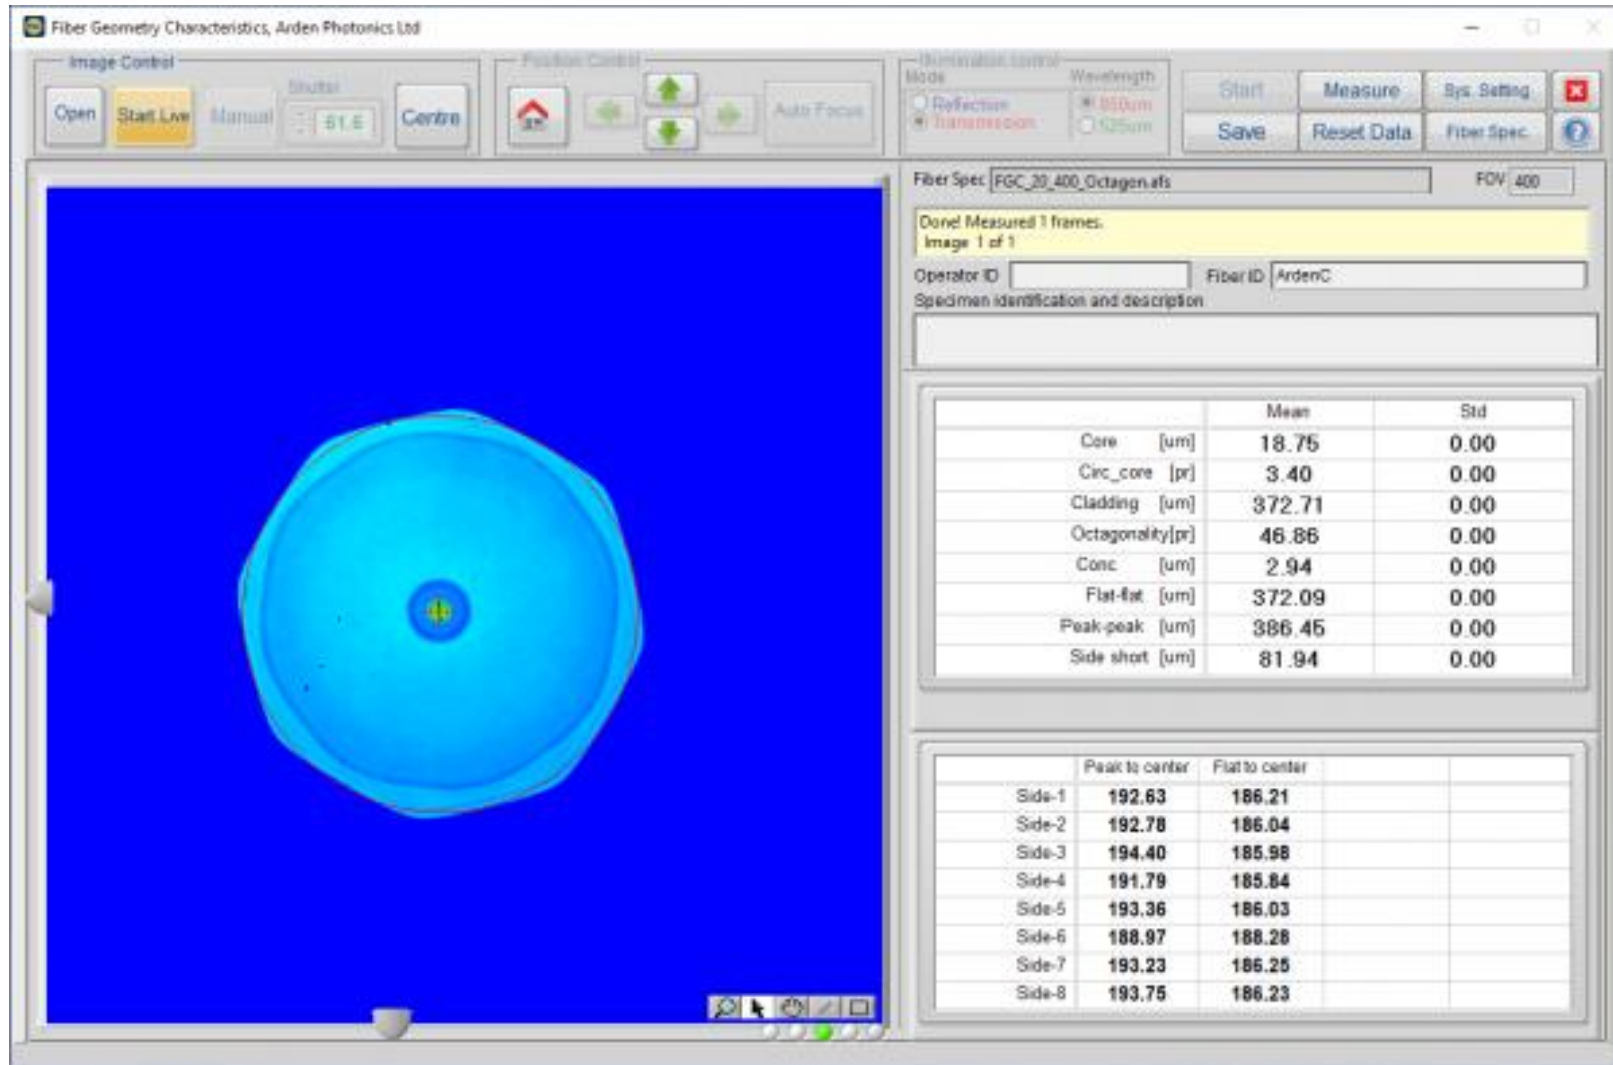 Fiber Geometry Characteristics, Arden Photonics Ltd
Image Control
Position Control
Illumination control
Open
Start Live
Manual
Shutter
61.6
Centre
Auto Focus
Mode
Reflection
Transmission
Wavelength
850um
625um
Start
Measure
Sys. Setting
Save
Reset Data
Fiber Spec.
Fiber Spec FGC_20_400_Octagon.afs FOV 400
Done! Measured 1 frames.
Image 1 of 1
Operator ID Fiber ID ArdenC
Specimen identification and description
Mean Std
Core [um] 18.75 0.00
Circ_core [pr] 3.40 0.00
Cladding [um] 372.71 0.00
Octagonality[pr] 46.86 0.00
Conc [um] 2.94 0.00
Flat-flat [um] 372.09 0.00
Peak-peak [um] 386.45 0.00
Side short [um] 81.94 0.00
Peak to center Flat to center
Side-1 192.63 186.21
Side-2 192.78 186.04
Side-3 194.40 185.98
Side-4 191.79 185.84
Side-5 193.36 186.03
Side-6 188.97 188.28
Side-7 193.23 186.25
Side-8 193.75 186.23